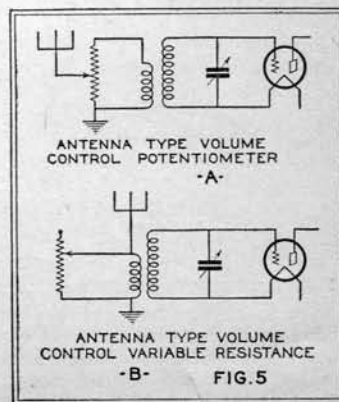 ANTENNA TYPE VOLUME
CONTROL POTENTIOMETER
-A-
ANTENNA TYPE VOLUME
CONTROL VARIABLE RESISTANCE
-B- FIG.5